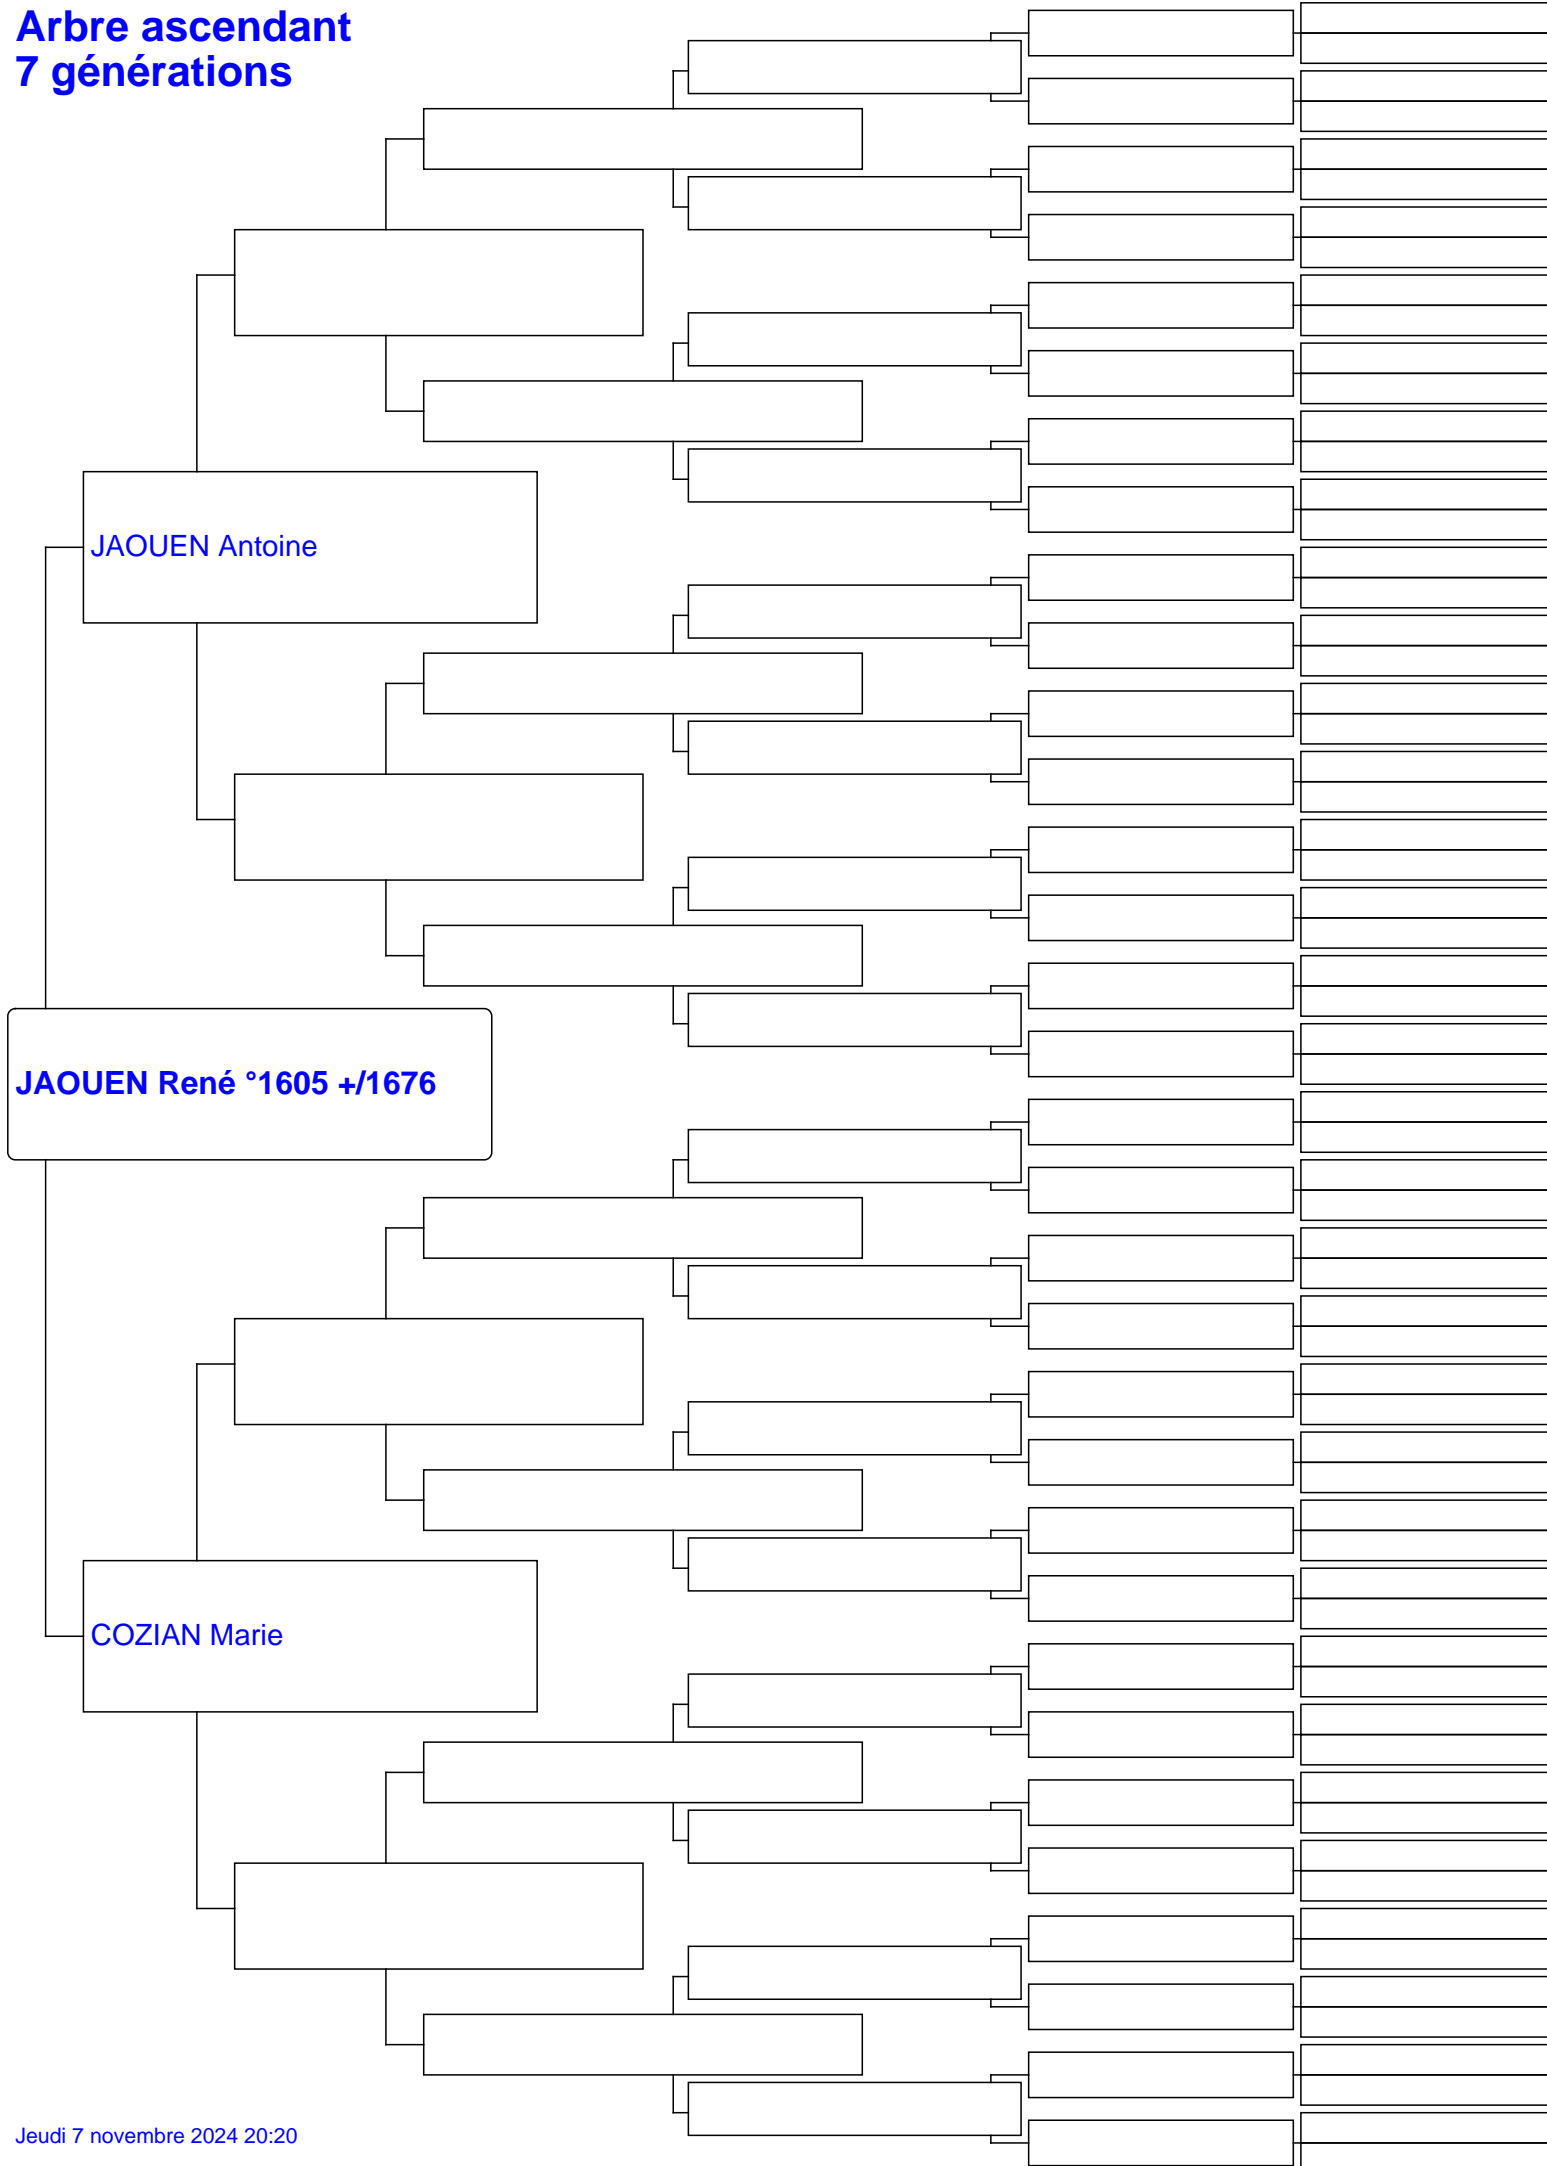 Arbre ascendant
7 générations
JAOUEN Antoine
JAOUEN René °1605 +/1676
COZIAN Marie
Jeudi 7 novembre 2024 20:20